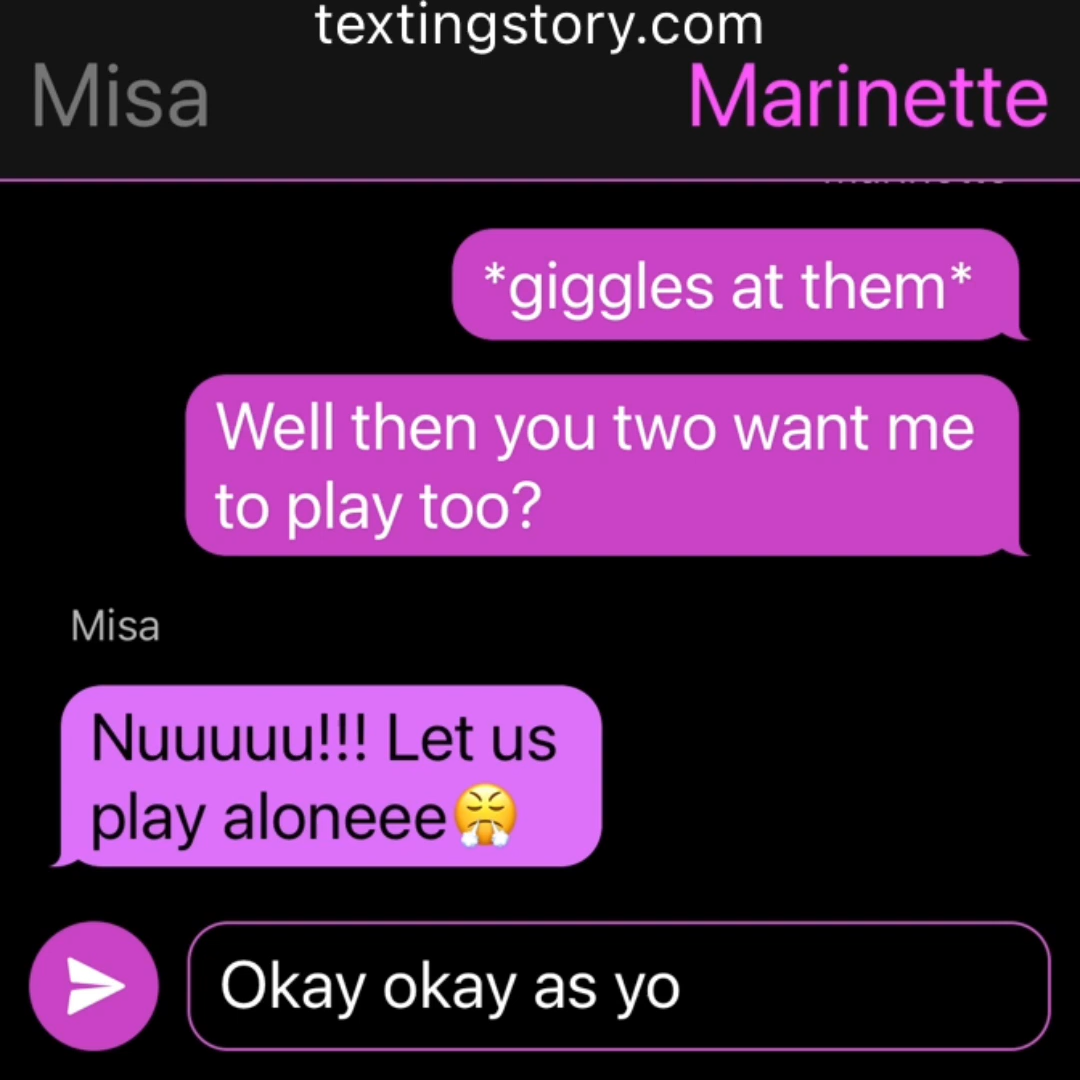 textingstory.com
Misa Marinette
*giggles at them*
Well then you two want me
to play too?
Misa
Nuuuuu!!! Let us
play aloneee😤
Okay okay as yo